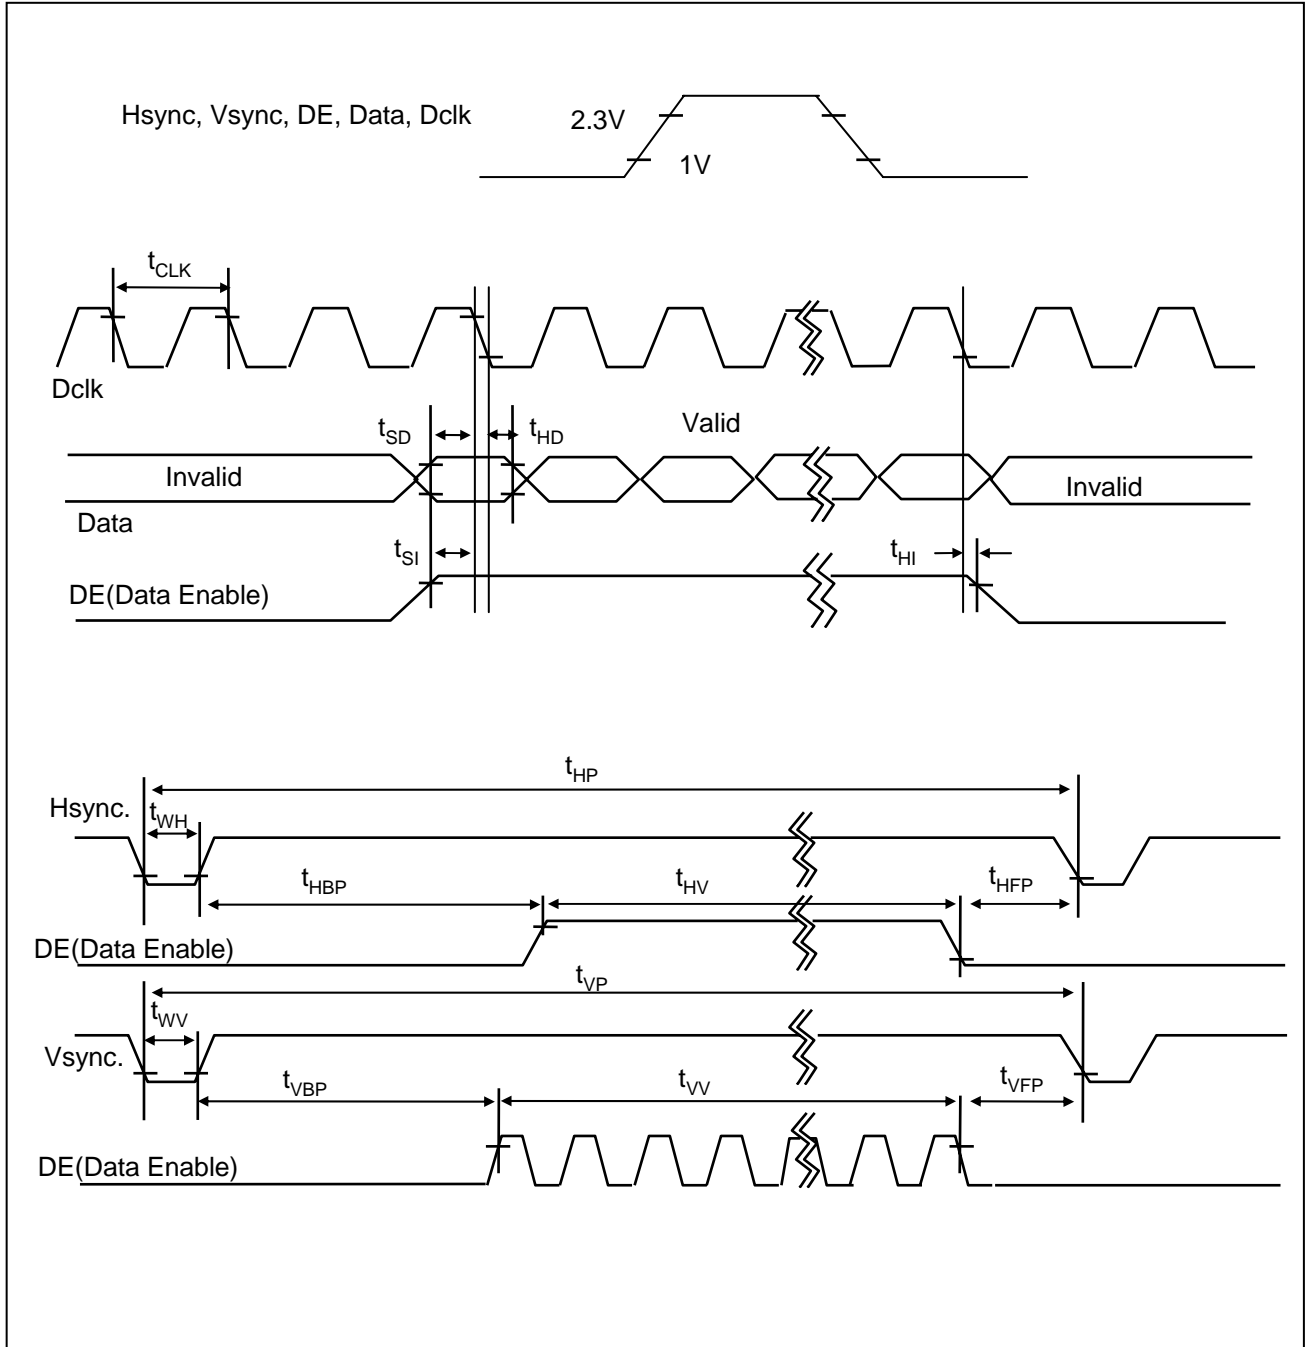 Hsync, Vsync, DE, Data, Dclk
2.3V
1V
tCLK
Dclk
tSD
tHD
Valid
Invalid
Invalid
Data
tSI
tHI
DE(Data Enable)
tHP
Hsync.
tWH
tHBP
tHV
tHFP
DE(Data Enable)
tVP
tWV
Vsync.
tVBP
tVV
tVFP
DE(Data Enable)